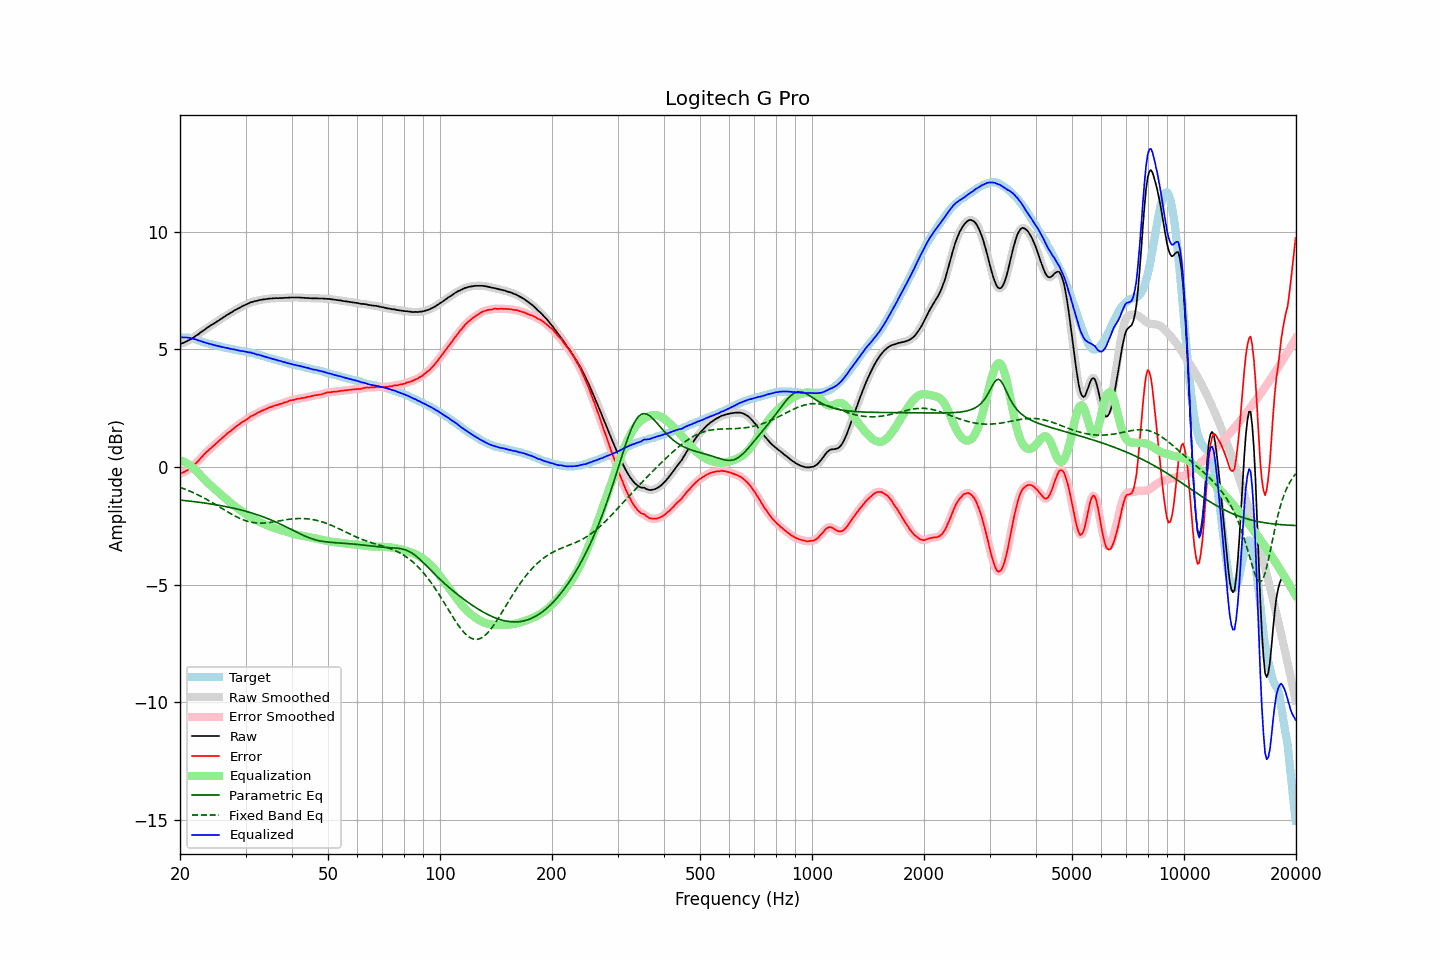 Logitech G Pro
Amplitude (dBr)
10
5
0
−5
−10
−15
Target
Raw Smoothed
Error Smoothed
Raw
Error
Equalization
Parametric Eq
Fixed Band Eq
Equalized
20 50 100 200 500 1000 2000 5000 10000 20000
Frequency (Hz)